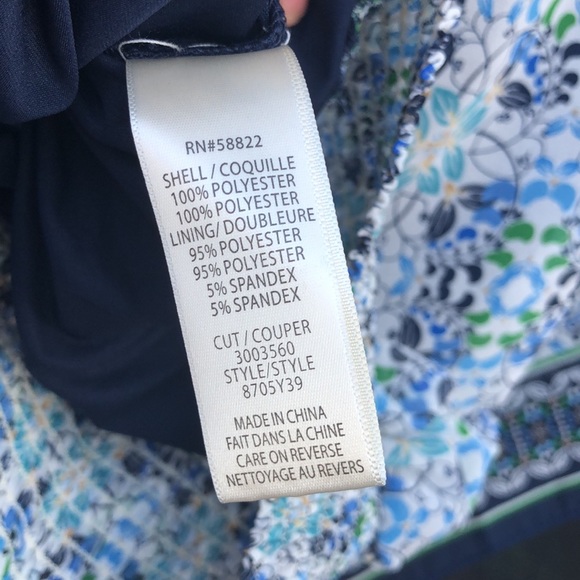 RN#58822
SHELL / COQUILLE
100% POLYESTER
100% POLYESTER
LINING/ DOUBLEURE
95% POLYESTER
95% POLYESTER
5% SPANDEX
5% SPANDEX
CUT / COUPER
3003560
STYLE/STYLE
8705Y39
MADE IN CHINA
FAIT DANS LA CHINE
CARE ON REVERSE
NETTOYAGE AU REVERS